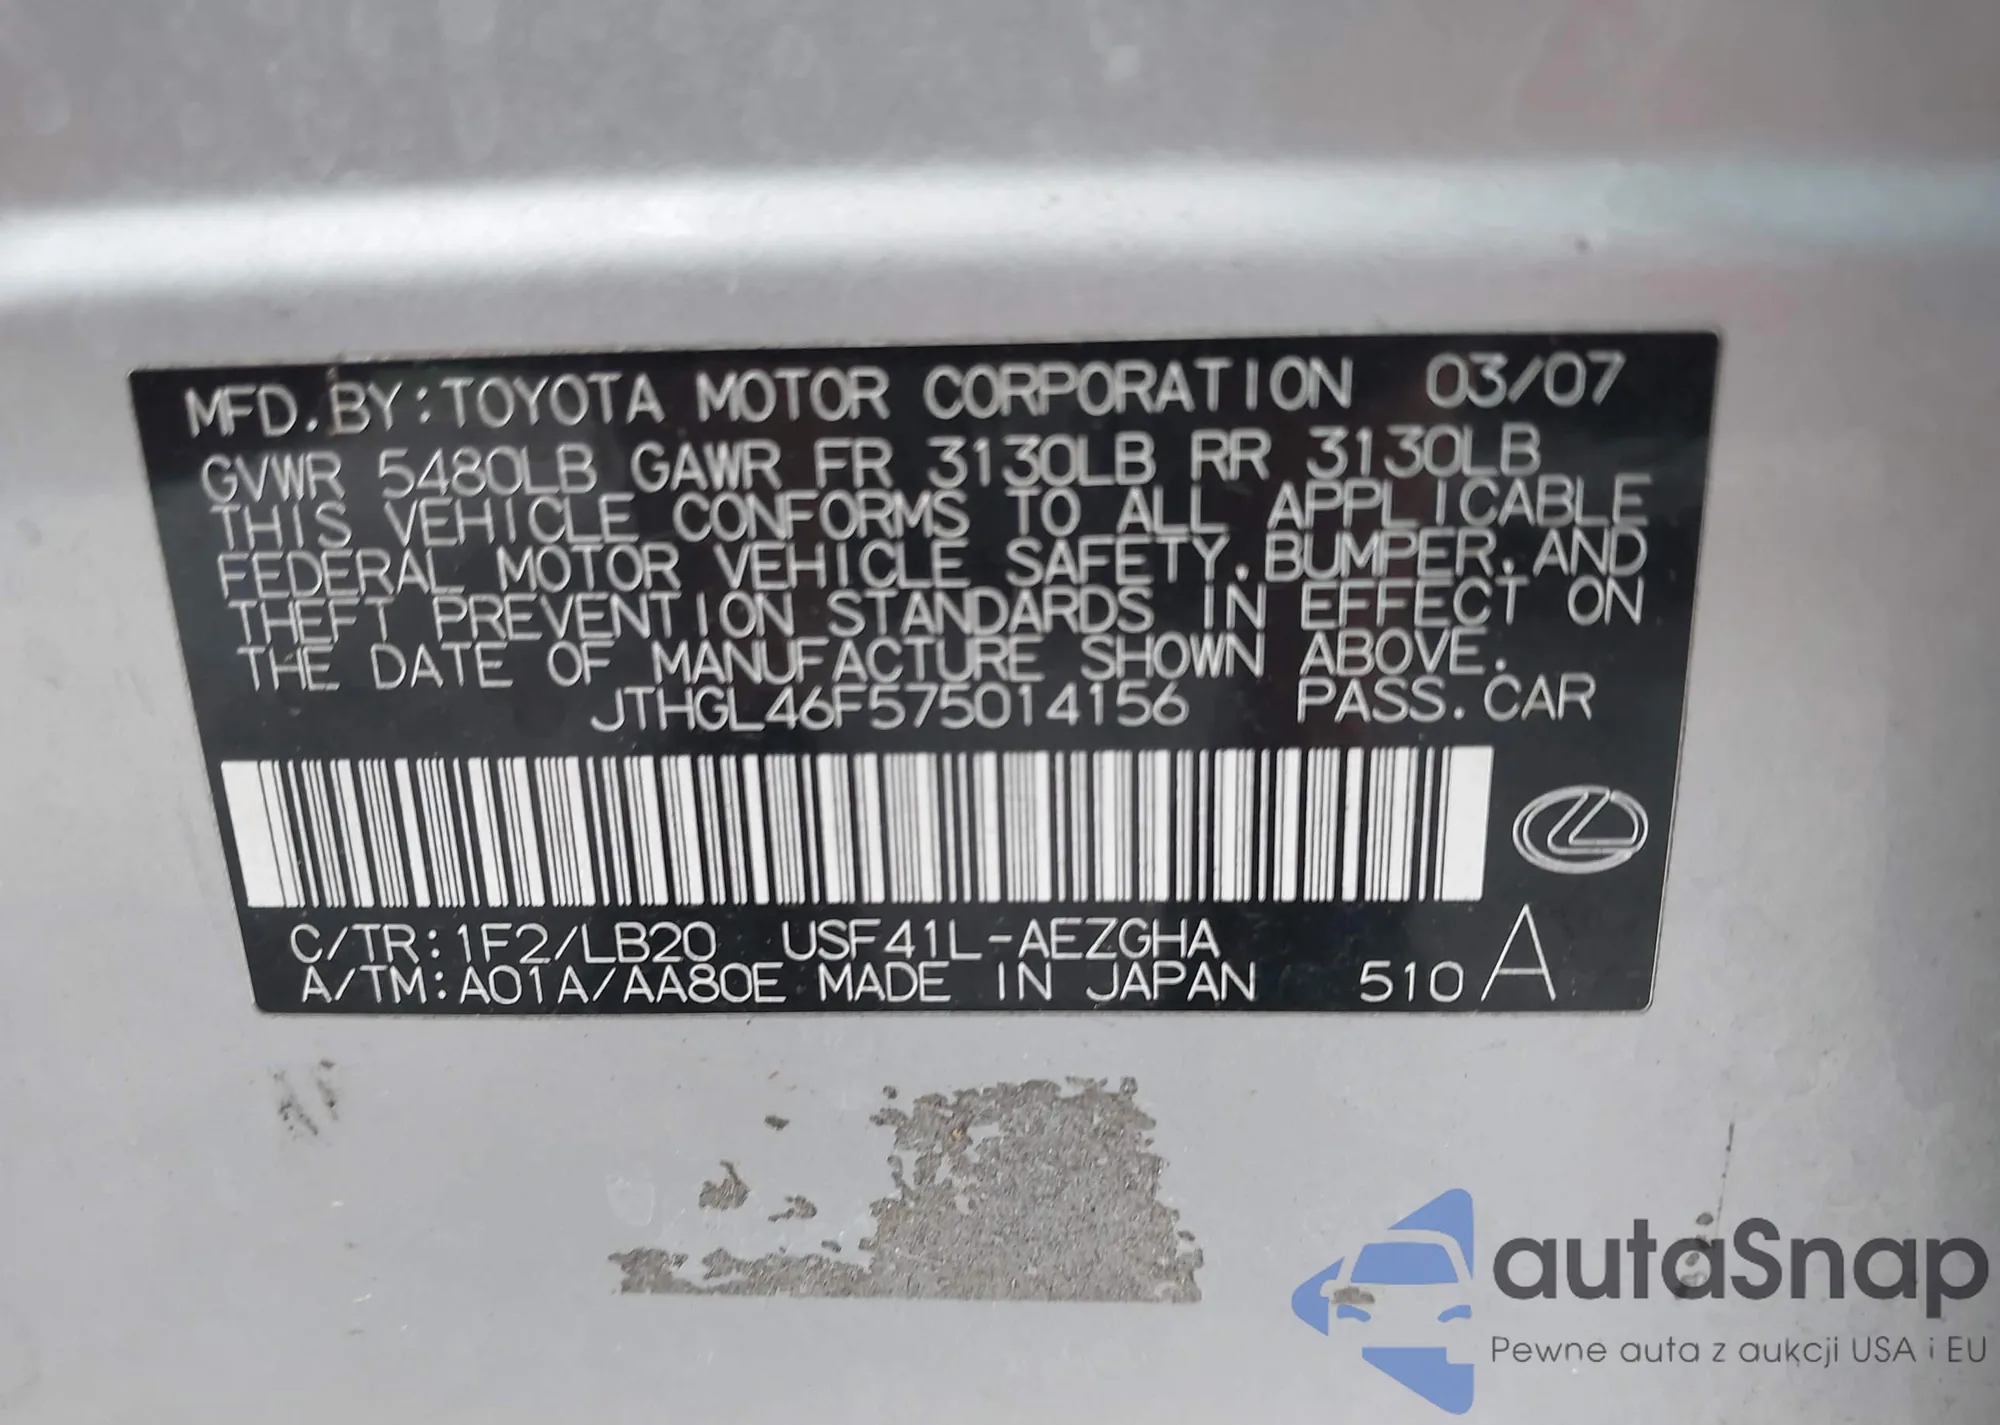 MFD. BY:TOYOTA MOTOR CORPORATION 03/07
GVWR 5480LB GAWR FR 3130LB RR 3130LB
THIS VEHICLE CONFORMS TO ALL APPLICABLE
FEDERAL MOTOR VEHICLE SAFETY, BUMPER, AND
THEFT PREVENTION STANDARDS IN EFFECT ON
THE DATE OF MANUFACTURE SHOWN ABOVE.
JTHGL46F575014156 PASS. CAR
C/TR:1F2/LB20 USF41L-AEZGHA
A/TM:A01A/AA80E MADE IN JAPAN 510 A
autaSnap
Pewne auta z aukcji USA i EU